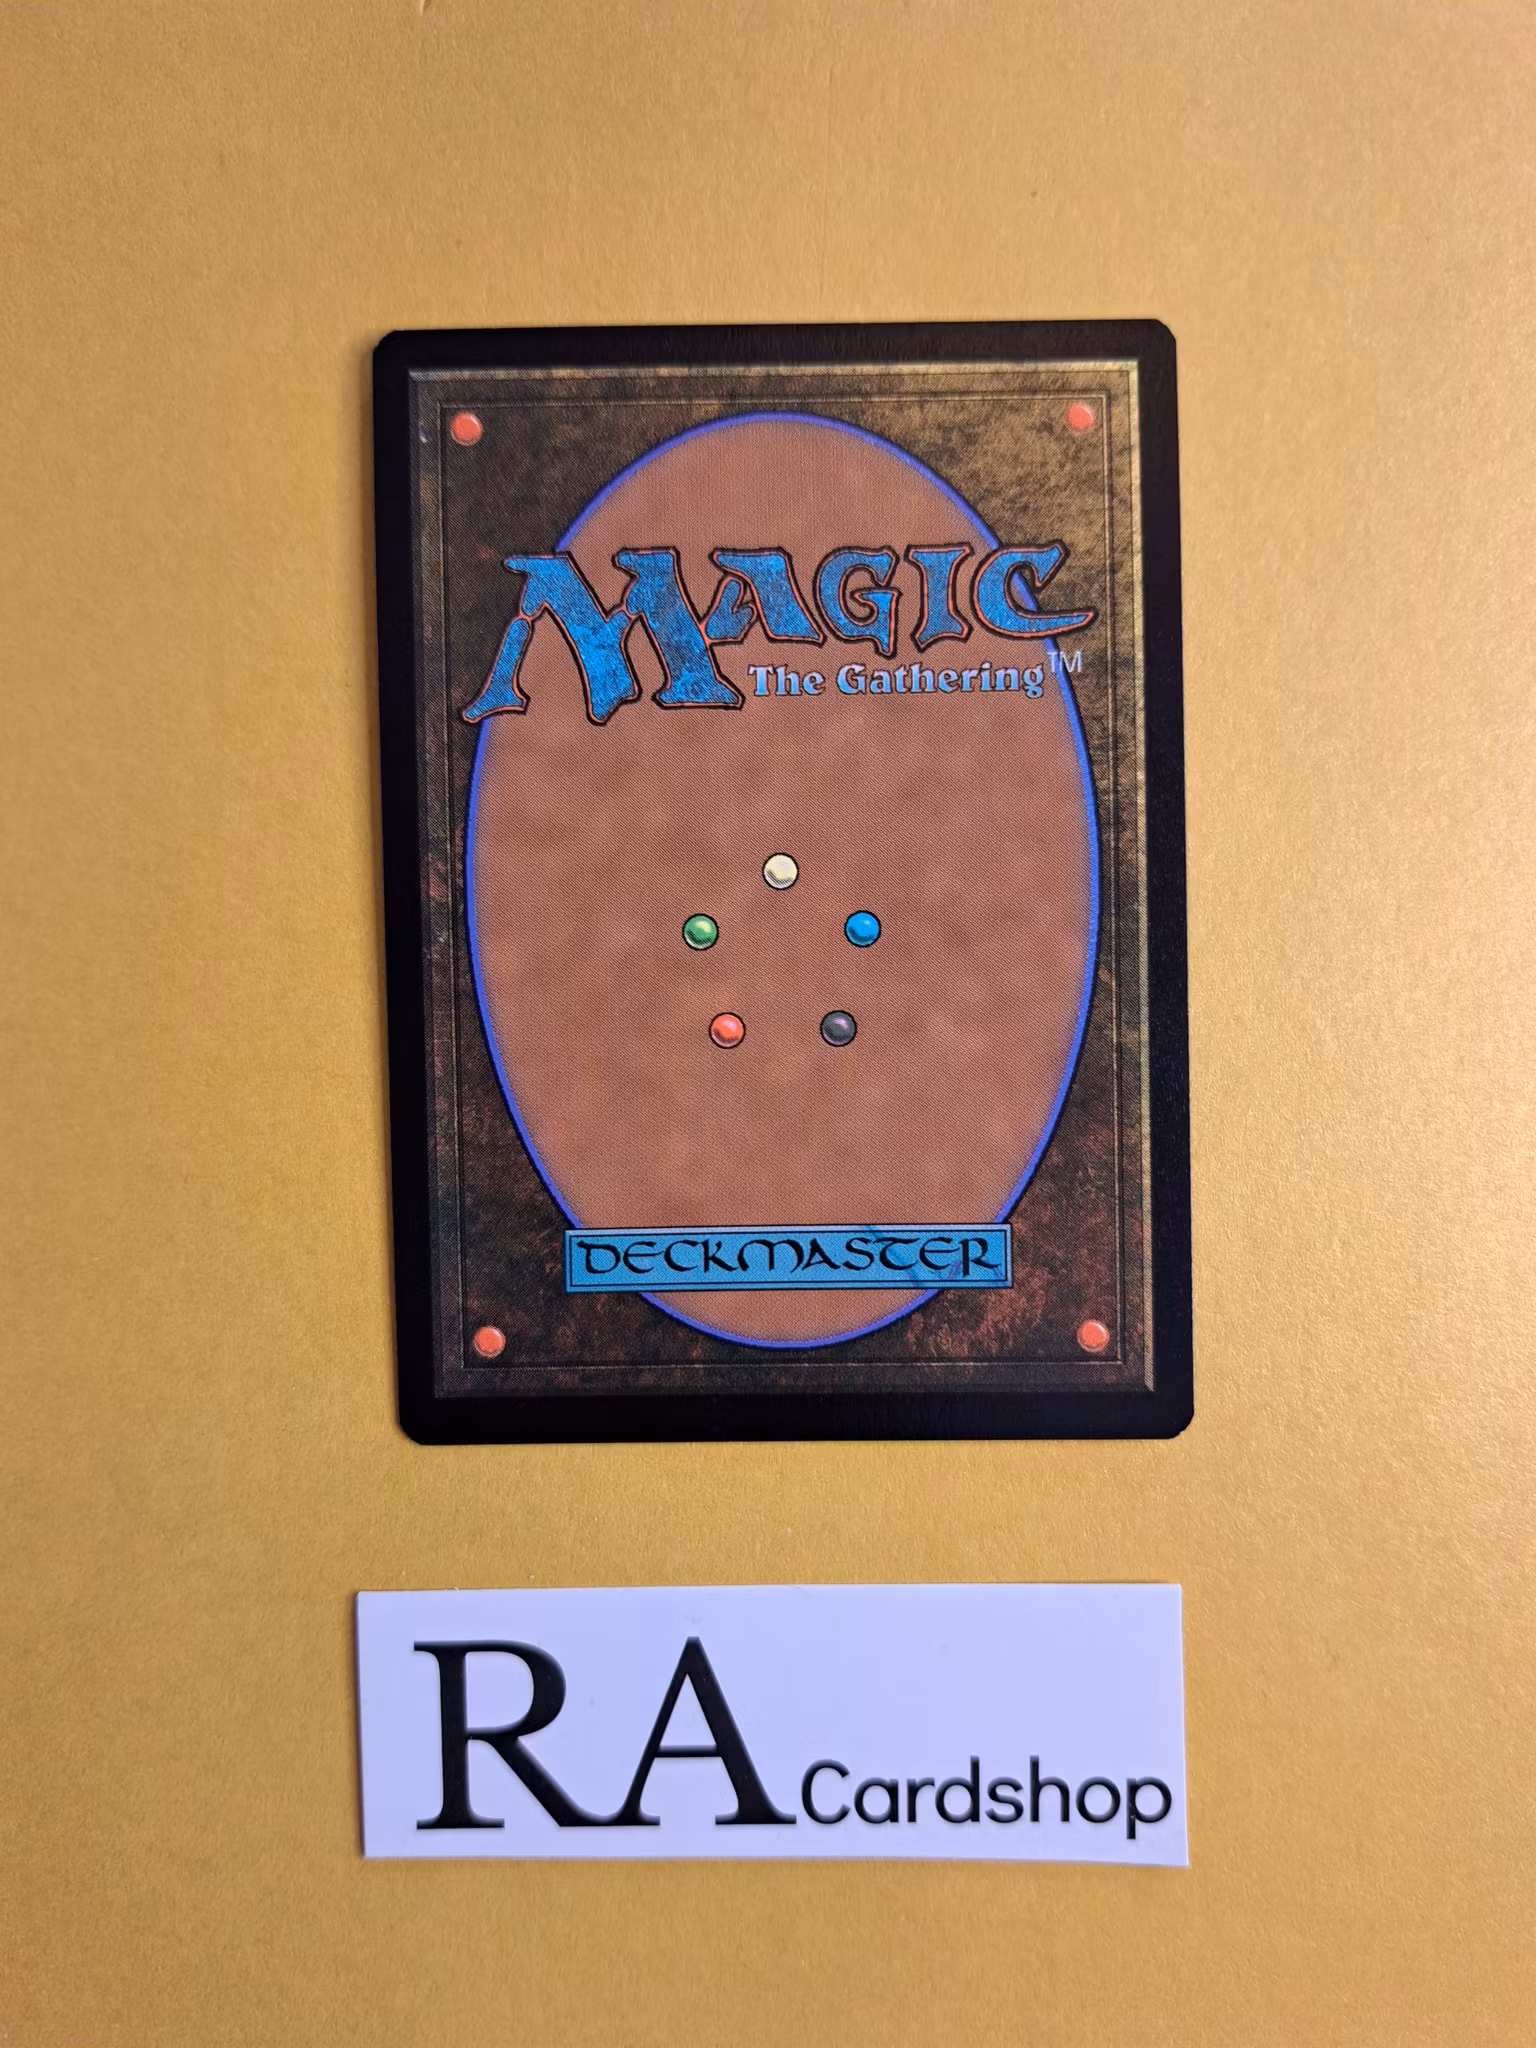 MAGIC
The Gathering™
DECKMASTER
RA Cardshop